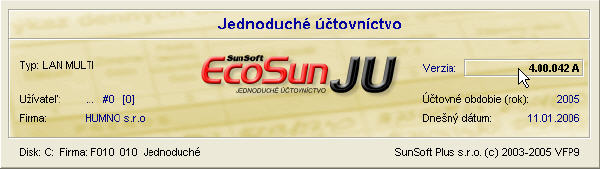 Jednoduché účtovníctvo
Typ: LAN MULTI
SunSoft
EcoSun JU
JEDNODUCHÉ ÚČTOVNÍCTVO
Verzia: 4.00.042 A
Užívateľ: ... #0 [0]
Účtovné obdobie (rok): 2005
Firma: HUMNO s.r.o
Dnešný dátum: 11.01.2006
Disk: C: Firma: F010 010 Jednoduché
SunSoft Plus s.r.o. (c) 2003-2005 VFP9